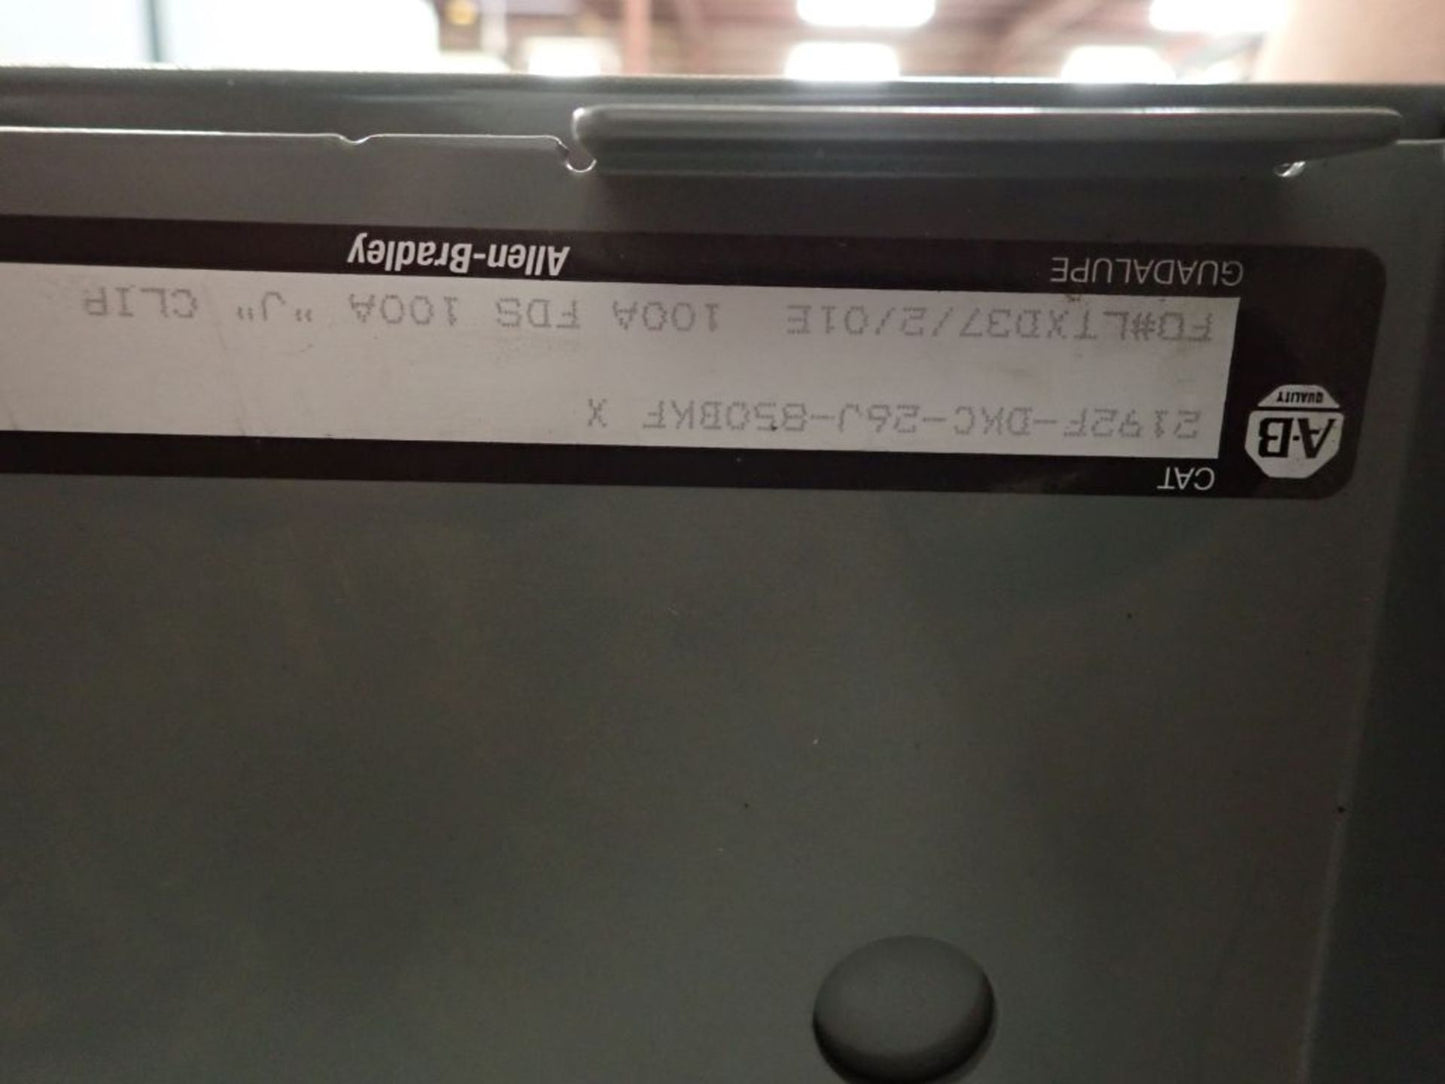 CAT
A-B
QUALITY
2192F-DKC-26J-850BKF X
FO#LTXD37/2/01E 100A FDS 100A "J" CLIP
GUADALUPE Allen-Bradley